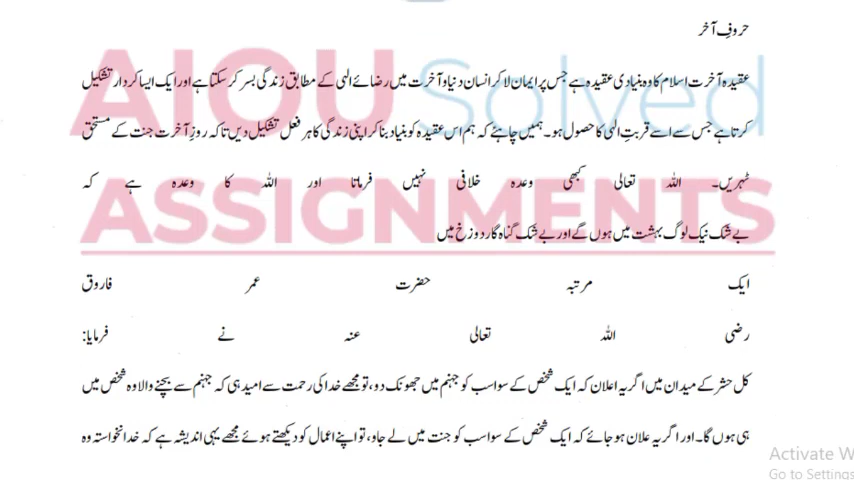 حروفِ آخر
عقیدہ آخرت اسلام کا وہ بنیادی عقیدہ ہے جس پر ایمان لا کر انسان دنیا و آخرت میں رضائے الٰہی کے مطابق زندگی بسر کر سکتا ہے اور ایک ایسا کردار تشکیل
کرتا ہے جس سے اسے قربتِ الٰہی کا حصول ہو۔ ہمیں چاہئے کہ ہم اس عقیدہ کو بنیاد بنا کر اپنی زندگی کا ہر فعل تشکیل دیں تاکہ روزِ آخرت جنت کے مستحق
ٹہریں۔ اللہ تعالی کبھی وعدہ خلافی نہیں فرماتا اور اللہ کا وعدہ ہے کہ
بے شک نیک لوگ بہشت میں ہوں گے اور بے شک گناہ گار دوزخ میں
ایک مرتبہ حضرت عمر فاروق
رضی اللہ تعالی عنہ نے فرمایا:
کل حشر کے میدان میں اگر یہ اعلان کہ ایک شخص کے سوا سب کو جہنم میں جھونک دو، تو مجھے خدا کی رحمت سے امید ہی کہ جہنم سے بچنے والا وہ شخص میں
ہی ہوں گا۔ اور اگر یہ علان ہو جائے کہ ایک شخص کے سوا سب کو جنت میں لے جاو، تو اپنے اعمال کو دیکھتے ہوئے مجھے یہی اندیشہ ہے کہ خدانخواستہ وہ
AIOU Solved
ASSIGNMENTS
Activate W
Go to Settings